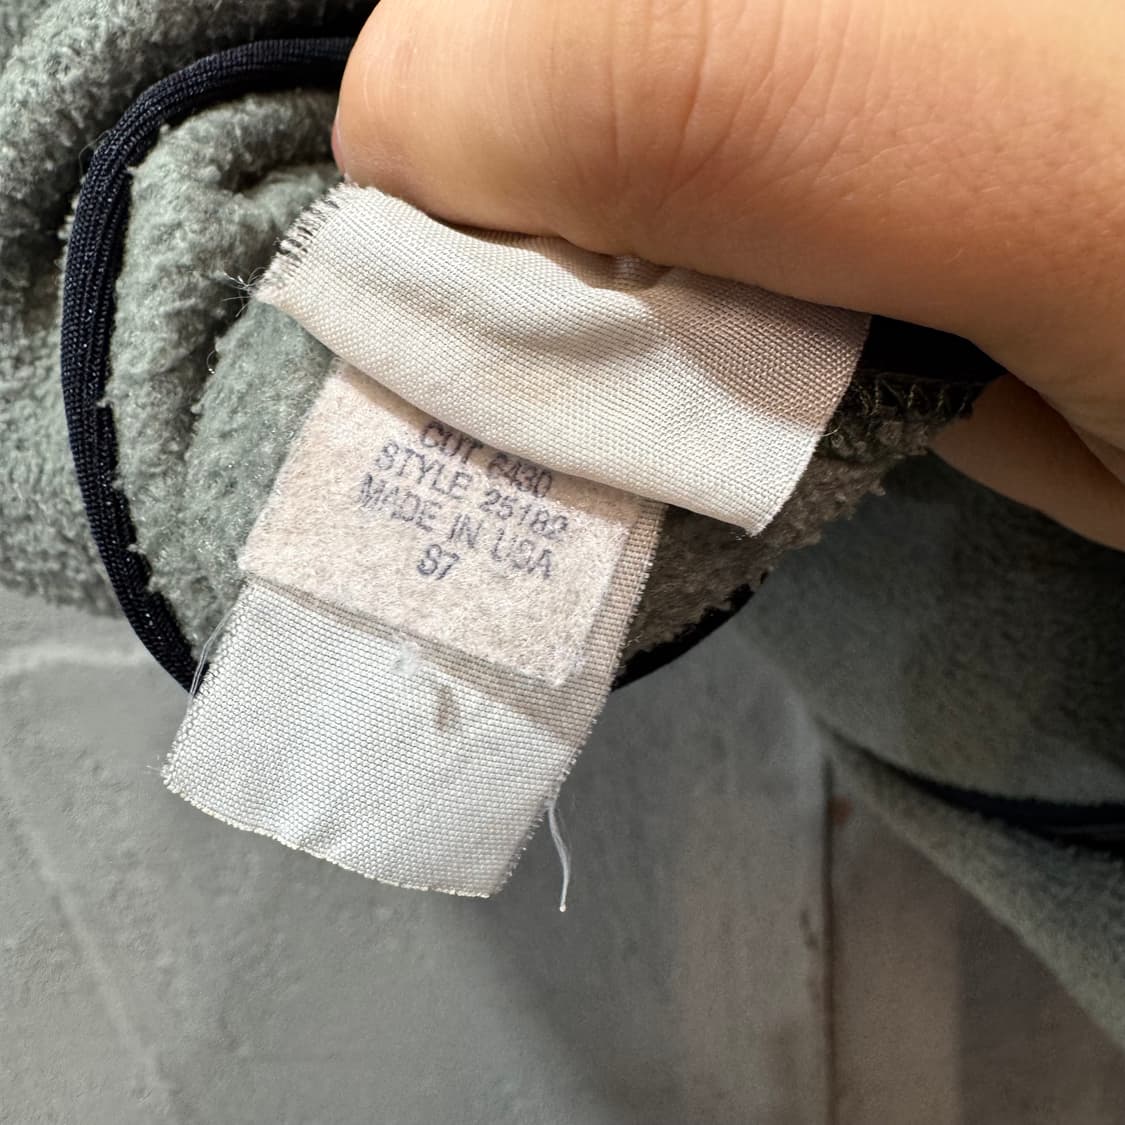 CUT 6430
STYLE 25182
MADE IN USA
S7